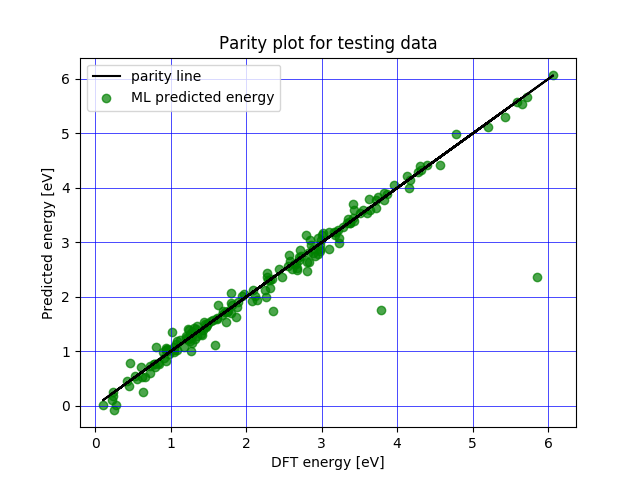 Parity plot for testing data
parity line
ML predicted energy
6
5
4
3
2
1
0
Predicted energy [eV]
0 1 2 3 4 5 6
DFT energy [eV]